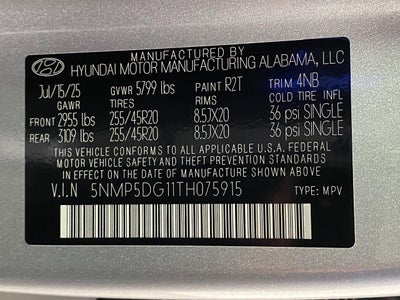 MANUFACTURED BY
HYUNDAI MOTOR MANUFACTURING ALABAMA, LLC
Jul/15/25 GVWR 5799 lbs PAINT R2T TRIM 4NB
GAWR TIRES RIMS COLD TIRE INFL
FRONT 2955 lbs 255/45R20 8.5JX20 36 psi SINGLE
REAR 3109 lbs 255/45R20 8.5JX20 36 psi SINGLE
THIS VEHICLE CONFORMS TO ALL APPLICABLE U.S.A. FEDERAL
MOTOR VEHICLE SAFETY AND THEFT PREVENTION STANDARDS
IN EFFECT ON THE DATE OF MANUFACTURE SHOWN ABOVE.
V.I.N 5NMP5DG11TH075915 TYPE: MPV